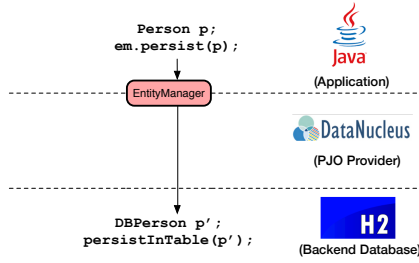 Person p;
em.persist(p);
Java
(Application)
EntityManager
DataNucleus
(PJO Provider)
DBPerson p’;
persistInTable(p’);
H2
(Backend Database)